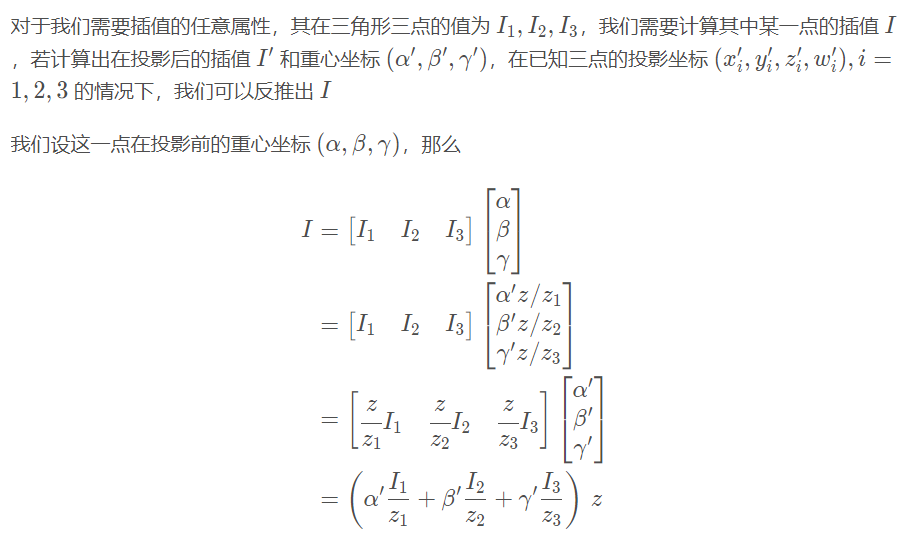 对于我们需要插值的任意属性，其在三角形三点的值为 $I_1, I_2, I_3$，我们需要计算其中某一点的插值 $I$
，若计算出在投影后的插值 $I'$ 和重心坐标 $(\alpha', \beta', \gamma')$，在已知三点的投影坐标 $(x_i', y_i', z_i', w_i'), i =$
$1, 2, 3$ 的情况下，我们可以反推出 $I$
我们设这一点在投影前的重心坐标 $(\alpha, \beta, \gamma)$，那么
$I = \begin{bmatrix} I_1 & I_2 & I_3 \end{bmatrix} \begin{bmatrix} \alpha \\ \beta \\ \gamma \end{bmatrix}$
$= \begin{bmatrix} I_1 & I_2 & I_3 \end{bmatrix} \begin{bmatrix} \alpha' z/z_1 \\ \beta' z/z_2 \\ \gamma' z/z_3 \end{bmatrix}$
$= \begin{bmatrix} \dfrac{z}{z_1} I_1 & \dfrac{z}{z_2} I_2 & \dfrac{z}{z_3} I_3 \end{bmatrix} \begin{bmatrix} \alpha' \\ \beta' \\ \gamma' \end{bmatrix}$
$= \left( \alpha' \dfrac{I_1}{z_1} + \beta' \dfrac{I_2}{z_2} + \gamma' \dfrac{I_3}{z_3} \right) z$